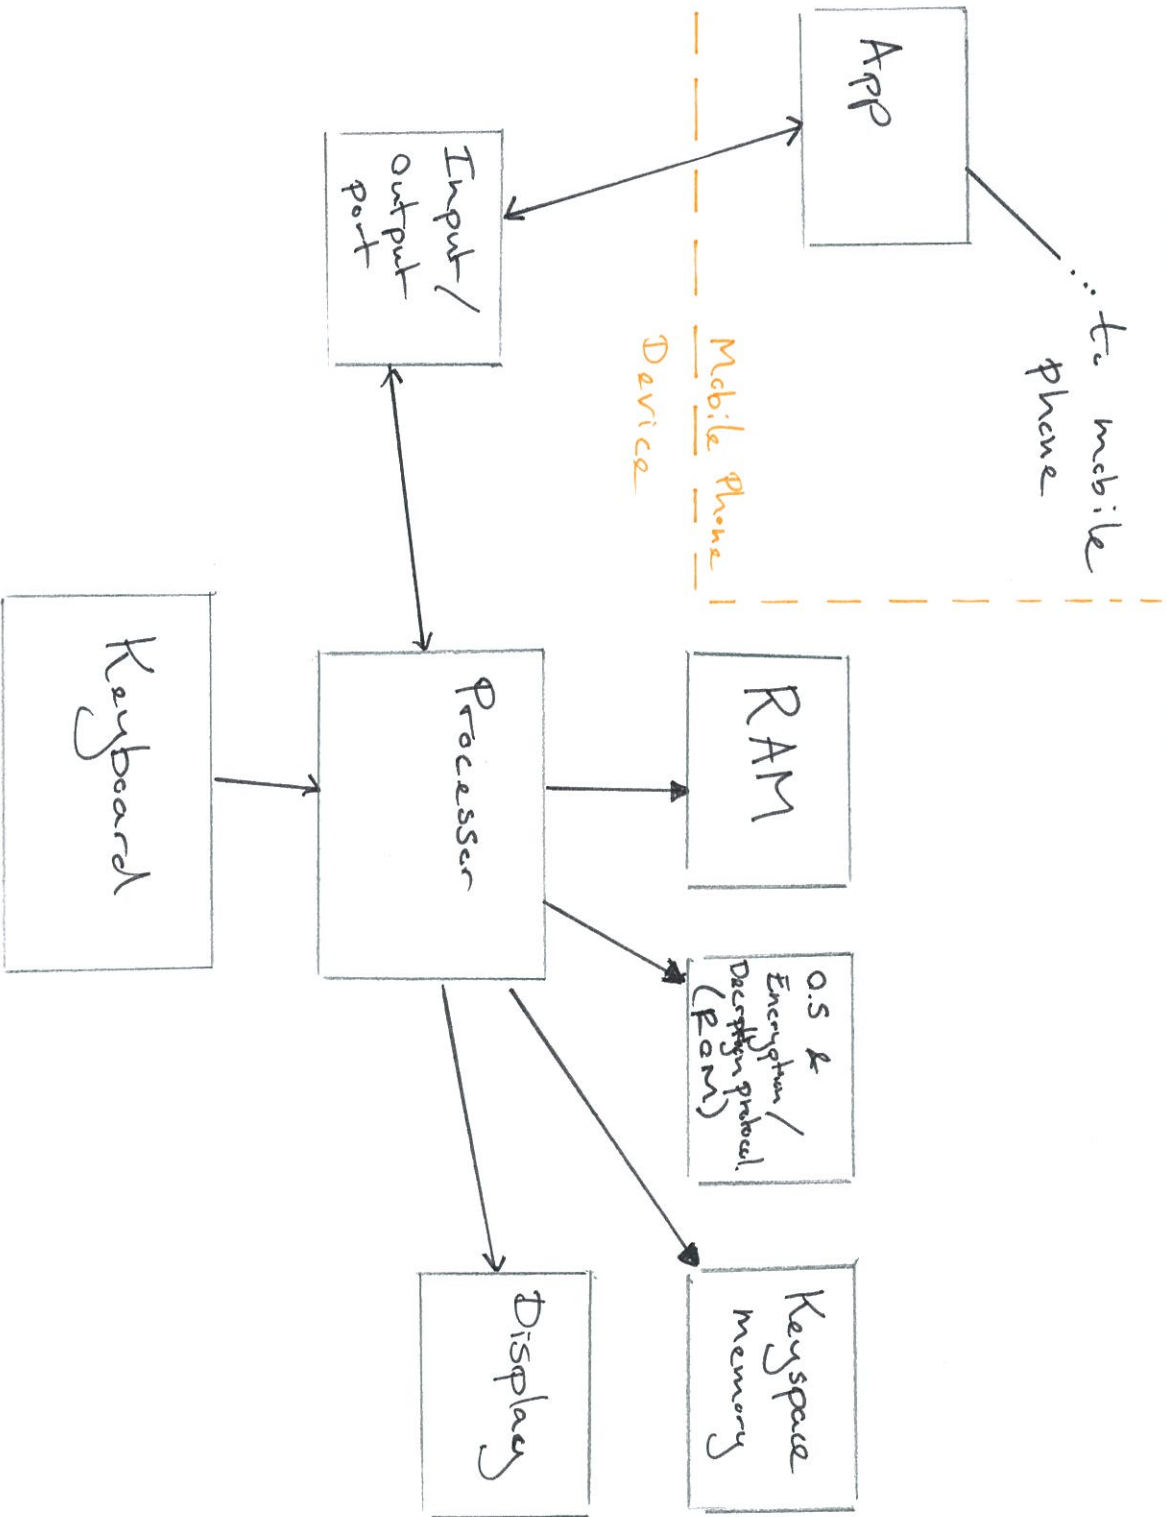 ... to mobile
phone
App
Mobile Phone
Device
RAM
O.S &
Encryption /
Decryption protocol.
(ROM)
Keyspace
memory
Input /
Output
port
Processor
Display
Keyboard